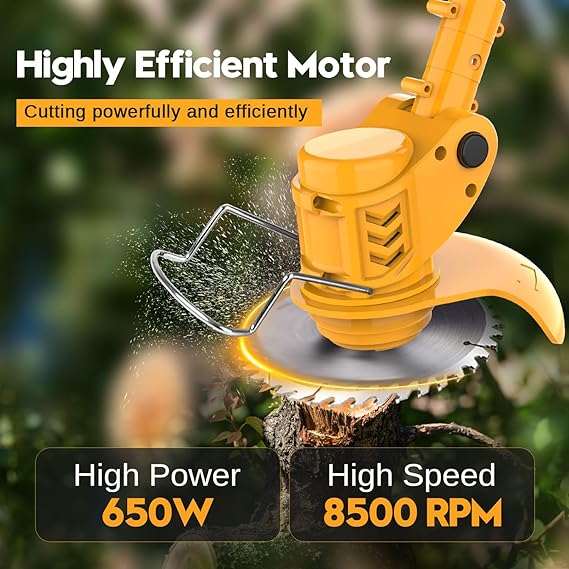 Highly Efficient Motor
Cutting powerfully and efficiently
High Power
650W
High Speed
8500 RPM